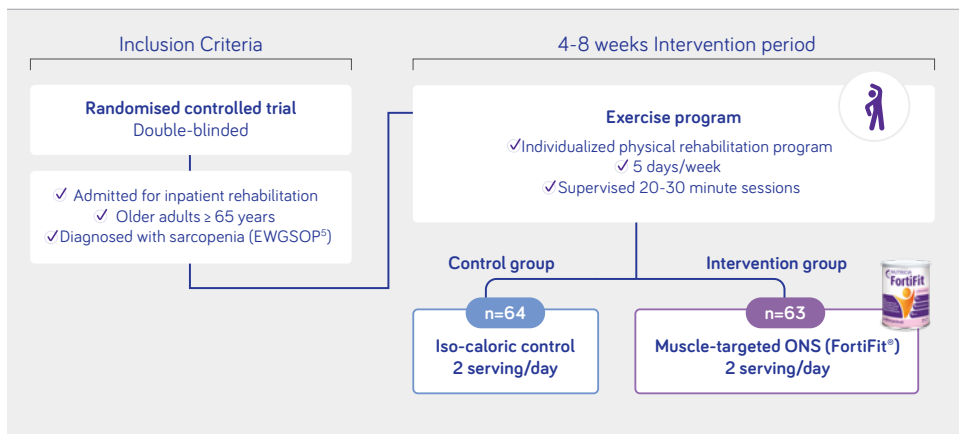 Inclusion Criteria
Randomised controlled trial
Double-blinded
Admitted for inpatient rehabilitation
Older adults ≥ 65 years
Diagnosed with sarcopenia (EWGSOP⁵)
4-8 weeks Intervention period
Exercise program
Individualized physical rehabilitation program
5 days/week
Supervised 20-30 minute sessions
Control group
n=64
Iso-caloric control
2 serving/day
Intervention group
NUTRICIA
FortiFit
n=63
Muscle-targeted ONS (FortiFit®)
2 serving/day